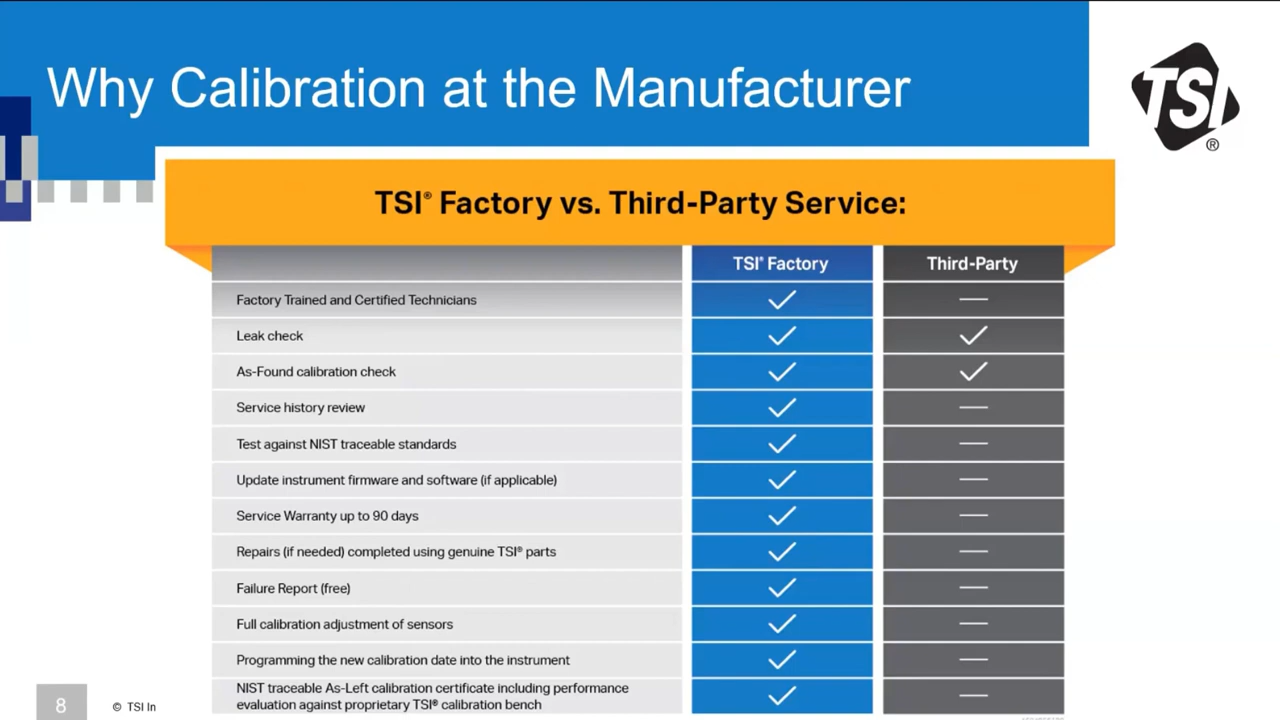 Why Calibration at the Manufacturer
TSI®
TSI® Factory vs. Third-Party Service:
TSI® Factory Third-Party
Factory Trained and Certified Technicians ✓ —
Leak check ✓ ✓
As-Found calibration check ✓ ✓
Service history review ✓ —
Test against NIST traceable standards ✓ —
Update instrument firmware and software (if applicable) ✓ —
Service Warranty up to 90 days ✓ —
Repairs (if needed) completed using genuine TSI® parts ✓ —
Failure Report (free) ✓ —
Full calibration adjustment of sensors ✓ —
Programming the new calibration date into the instrument ✓ —
NIST traceable As-Left calibration certificate including performance
evaluation against proprietary TSI® calibration bench ✓ —
8 © TSI In